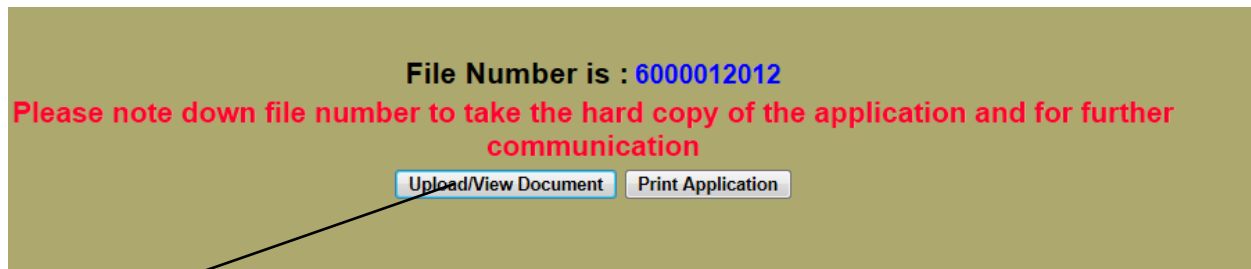 File Number is : 6000012012
Please note down file number to take the hard copy of the application and for further
communication
Upload/View Document Print Application